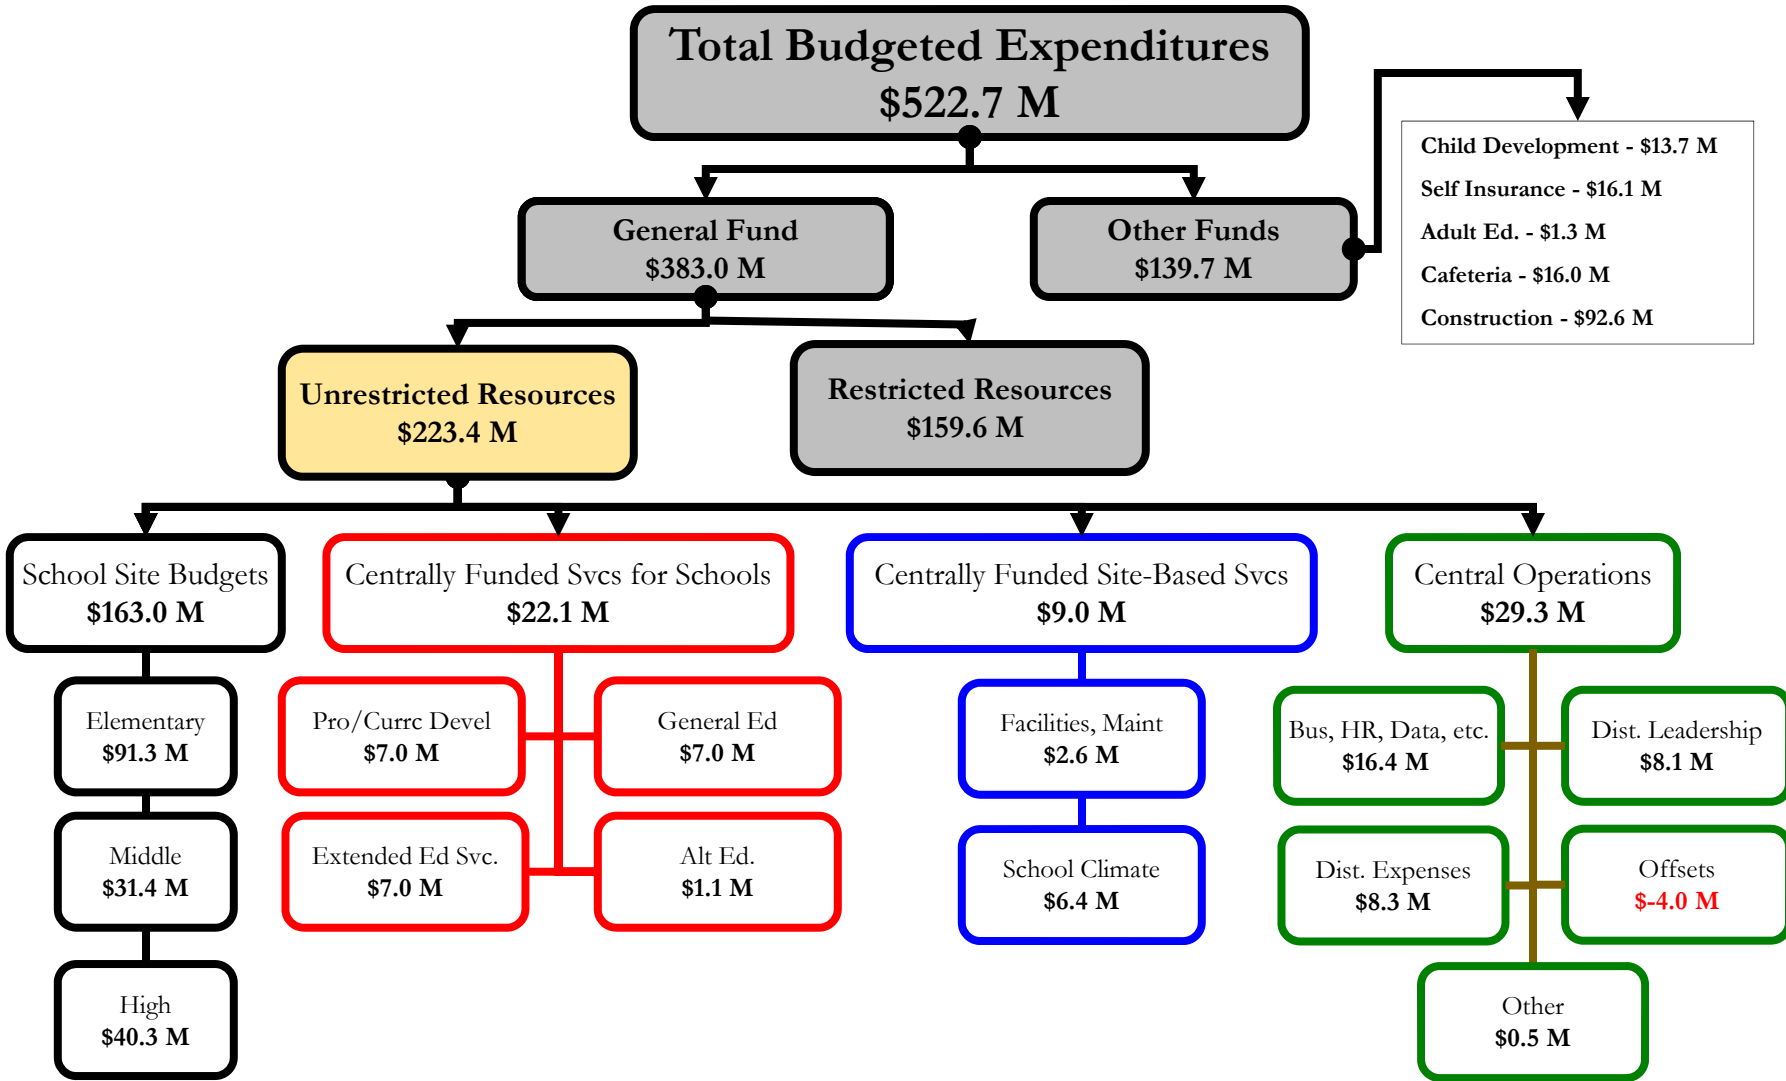 Total Budgeted Expenditures
$522.7 M
Child Development - $13.7 M
Self Insurance - $16.1 M
Adult Ed. - $1.3 M
Cafeteria - $16.0 M
Construction - $92.6 M
General Fund
$383.0 M
Other Funds
$139.7 M
Unrestricted Resources
$223.4 M
Restricted Resources
$159.6 M
School Site Budgets
$163.0 M
Centrally Funded Svcs for Schools
$22.1 M
Centrally Funded Site-Based Svcs
$9.0 M
Central Operations
$29.3 M
Elementary
$91.3 M
Pro/Currc Devel
$7.0 M
General Ed
$7.0 M
Facilities, Maint
$2.6 M
Bus, HR, Data, etc.
$16.4 M
Dist. Leadership
$8.1 M
Middle
$31.4 M
Extended Ed Svc.
$7.0 M
Alt Ed.
$1.1 M
School Climate
$6.4 M
Dist. Expenses
$8.3 M
Offsets
$-4.0 M
High
$40.3 M
Other
$0.5 M